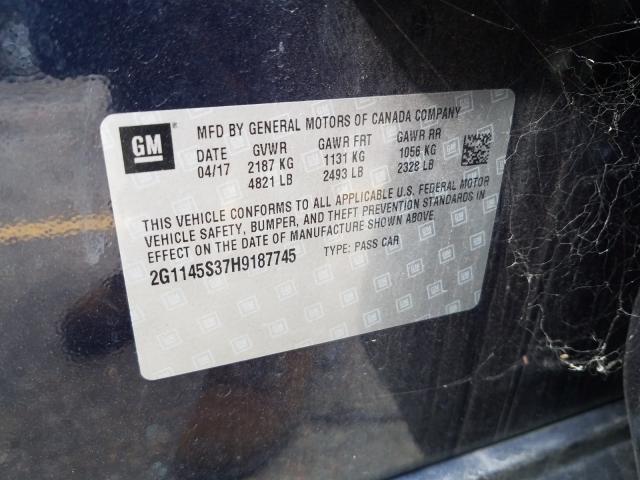 GM
MFD BY GENERAL MOTORS OF CANADA COMPANY
DATE GVWR GAWR FRT GAWR RR
04/17 2187 KG 1131 KG 1056 KG
4821 LB 2493 LB 2328 LB
THIS VEHICLE CONFORMS TO ALL APPLICABLE U.S. FEDERAL MOTOR
VEHICLE SAFETY, BUMPER, AND THEFT PREVENTION STANDARDS IN
EFFECT ON THE DATE OF MANUFACTURE SHOWN ABOVE.
2G1145S37H9187745 TYPE: PASS CAR